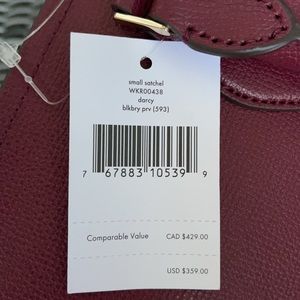 small satchel
WKR00438
darcy
blkbry prv (593)
7 67883 10539 9
Comparable Value CAD $429.00
USD $359.00